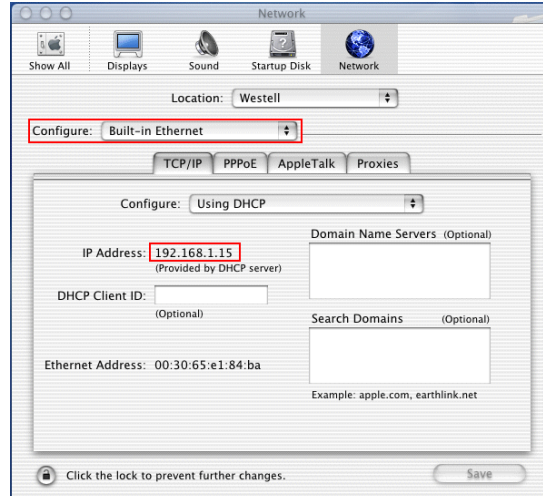 Network
Show All
Displays
Sound
Startup Disk
Network
Location: Westell
Configure: Built-in Ethernet
TCP/IP PPPoE AppleTalk Proxies
Configure: Using DHCP
Domain Name Servers (Optional)
IP Address: 192.168.1.15
(Provided by DHCP server)
DHCP Client ID:
(Optional)
Search Domains (Optional)
Ethernet Address: 00:30:65:e1:84:ba
Example: apple.com, earthlink.net
Click the lock to prevent further changes.
Save